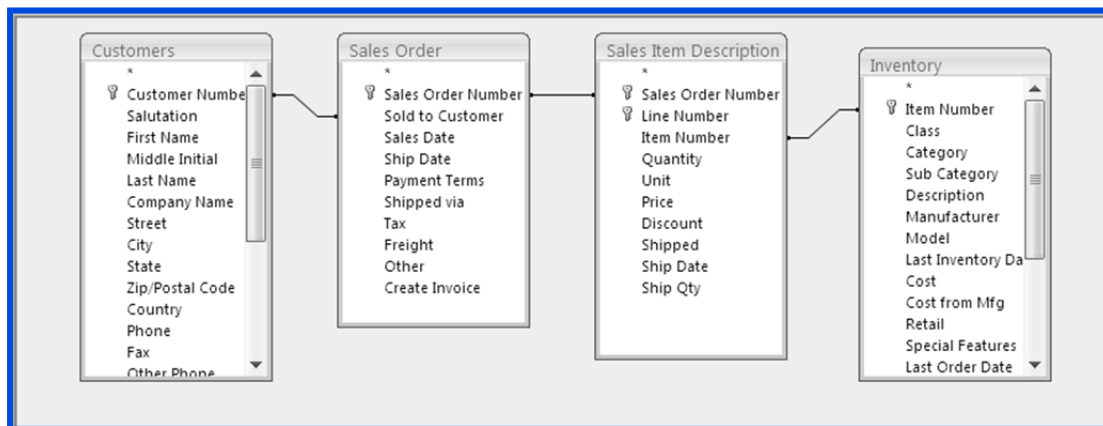 Customers
*
Customer Numbe
Salutation
First Name
Middle Initial
Last Name
Company Name
Street
City
State
Zip/Postal Code
Country
Phone
Fax
Other Phone
Sales Order
*
Sales Order Number
Sold to Customer
Sales Date
Ship Date
Payment Terms
Shipped via
Tax
Freight
Other
Create Invoice
Sales Item Description
*
Sales Order Number
Line Number
Item Number
Quantity
Unit
Price
Discount
Shipped
Ship Date
Ship Qty
Inventory
*
Item Number
Class
Category
Sub Category
Description
Manufacturer
Model
Last Inventory Da
Cost
Cost from Mfg
Retail
Special Features
Last Order Date